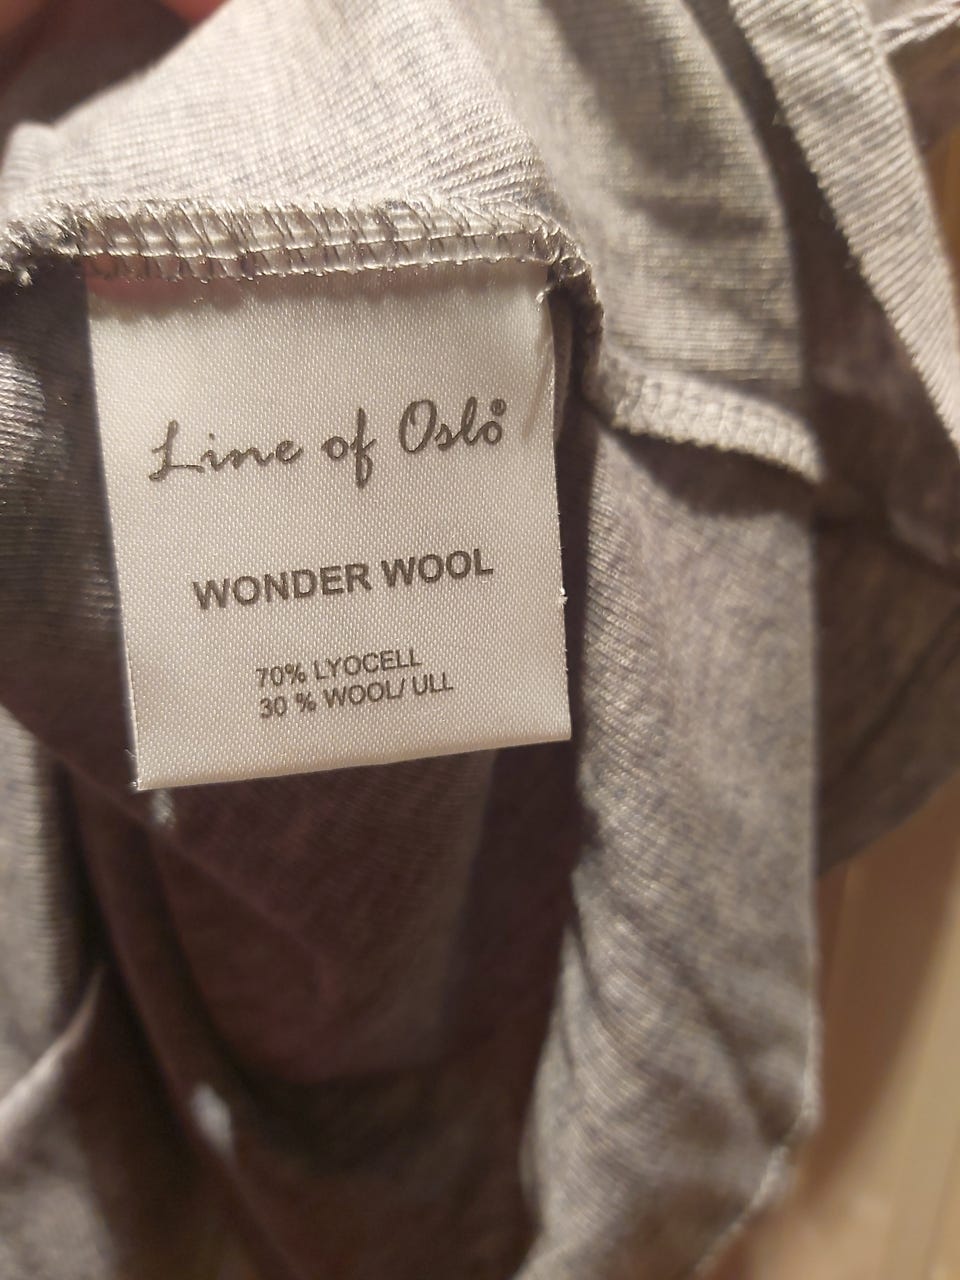 Line of Oslo®
WONDER WOOL
70% LYOCELL
30 % WOOL/ ULL